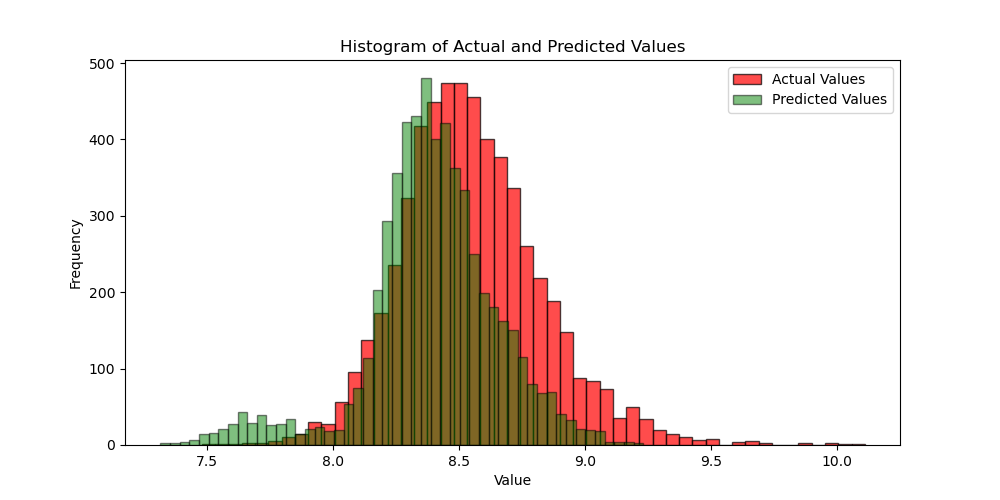 Histogram of Actual and Predicted Values
Actual Values
Predicted Values
Frequency
500
400
300
200
100
0
7.5 8.0 8.5 9.0 9.5 10.0
Value